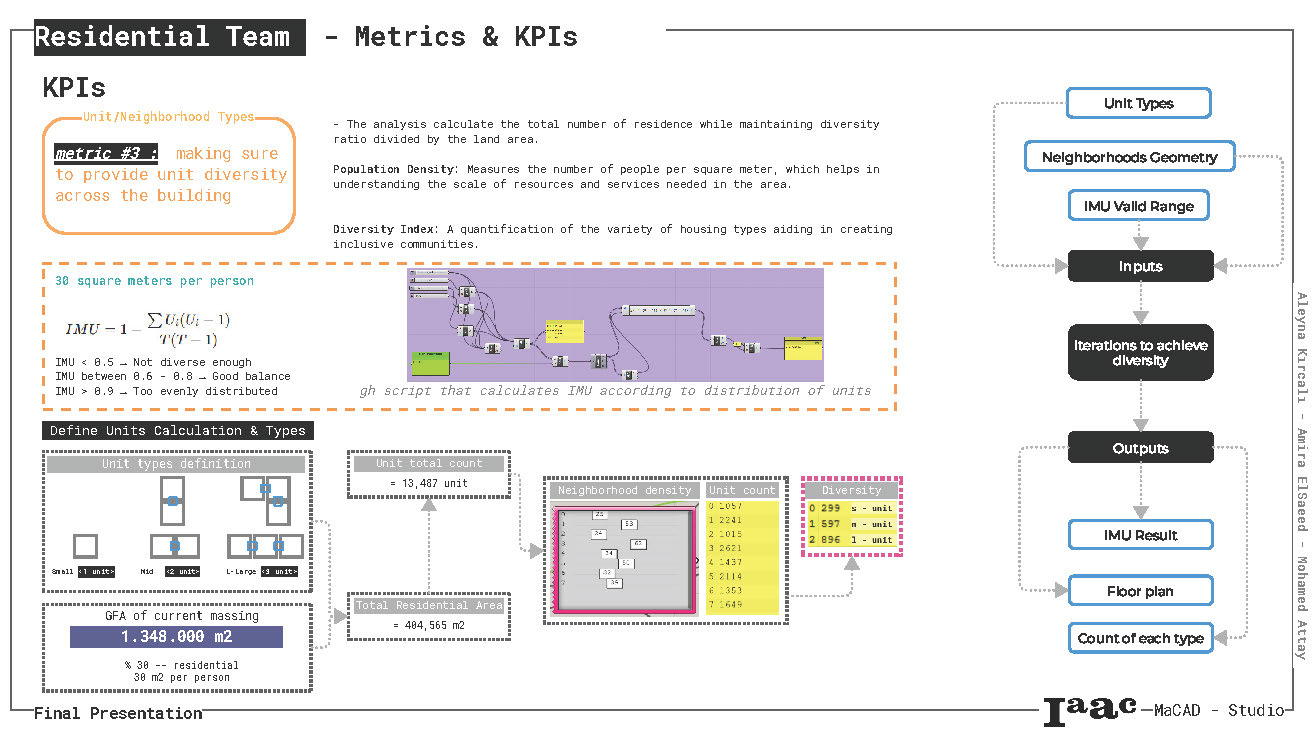 Residential Team - Metrics & KPIs
KPIs
Unit/Neighborhood Types
metric #3 : making sure
to provide unit diversity
across the building
- The analysis calculate the total number of residence while maintaining diversity
ratio divided by the land area.
Population Density: Measures the number of people per square meter, which helps in
understanding the scale of resources and services needed in the area.
Diversity Index: A quantification of the variety of housing types aiding in creating
inclusive communities.
30 square meters per person
IMU = 1 - ∑ Ui(Ui - 1)
T(T - 1)
IMU < 0.5 → Not diverse enough
IMU between 0.6 - 0.8 → Good balance
IMU > 0.9 → Too evenly distributed
gh script that calculates IMU according to distribution of units
Define Units Calculation & Types
Unit types definition
Small <1 unit> Mid <2 unit> L-Large <3 unit>
GFA of current massing
1.348.000 m2
% 30 -- residential
30 m2 per person
Unit total count
= 13,487 unit
Total Residential Area
= 404,565 m2
Neighborhood density
53
34
Unit count
0 1057
1 2241
2 1015
3 2621
4 1437
5 2114
6 1353
7 1649
Diversity
0 299 s - unit
1 597 m - unit
2 896 l - unit
Unit Types
Neighborhoods Geometry
IMU Valid Range
Inputs
Iterations to achieve
diversity
Outputs
IMU Result
Floor plan
Count of each type
Aleyna Kırcalı - Amira ElSaeed - Mohamed Attay
Final Presentation
Iaac MaCAD - Studio